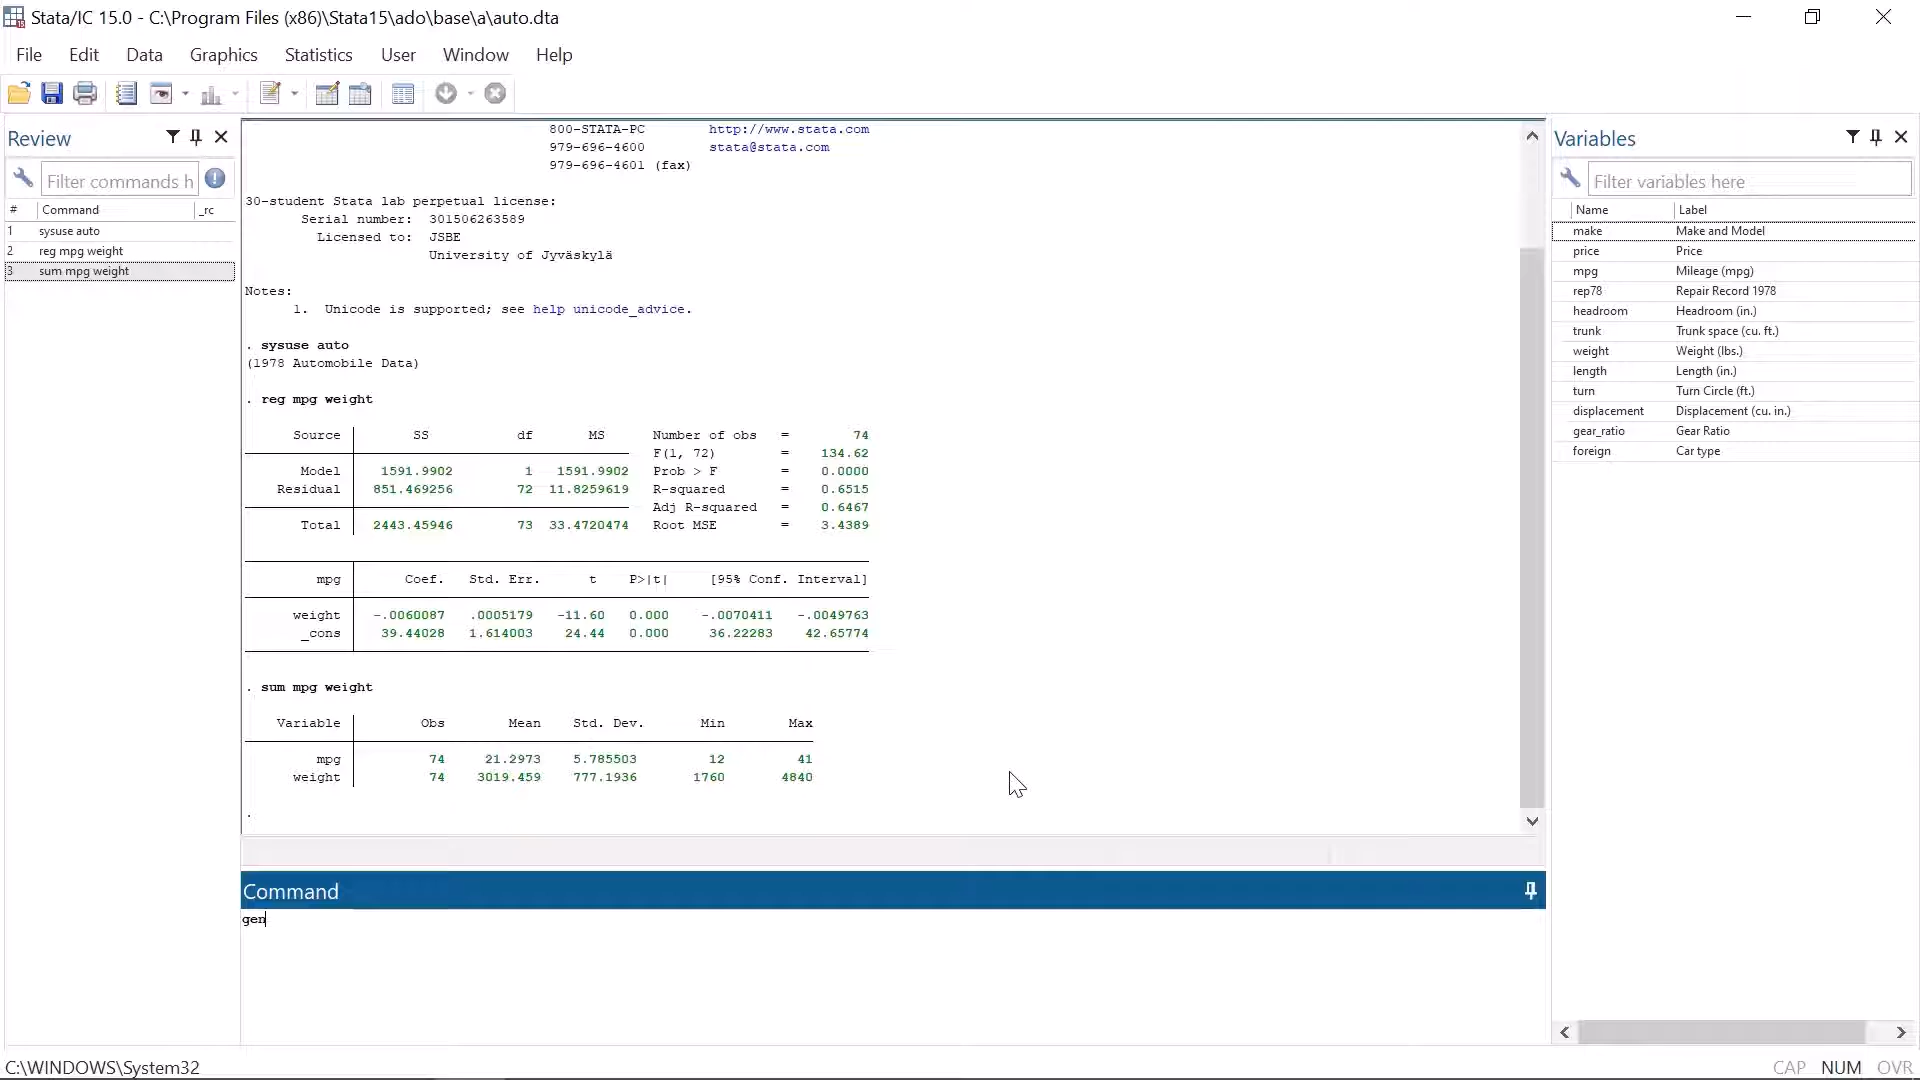 Stata/IC 15.0 - C:\Program Files (x86)\Stata15\ado\base\a\auto.dta
File Edit Data Graphics Statistics User Window Help
Review
Filter commands h
# Command _rc
1 sysuse auto
2 reg mpg weight
3 sum mpg weight
800-STATA-PC http://www.stata.com
979-696-4600 stata@stata.com
979-696-4601 (fax)
30-student Stata lab perpetual license:
Serial number: 301506263589
Licensed to: JSBE
University of Jyväskylä
Notes:
1. Unicode is supported; see help unicode_advice.
. sysuse auto
(1978 Automobile Data)
. reg mpg weight
Source SS df MS Number of obs = 74
F(1, 72) = 134.62
Model 1591.9902 1 1591.9902 Prob > F = 0.0000
Residual 851.469256 72 11.8259619 R-squared = 0.6515
Adj R-squared = 0.6467
Total 2443.45946 73 33.4720474 Root MSE = 3.4389
mpg Coef. Std. Err. t P>|t| [95% Conf. Interval]
weight -.0060087 .0005179 -11.60 0.000 -.0070411 -.0049763
_cons 39.44028 1.614003 24.44 0.000 36.22283 42.65774
. sum mpg weight
Variable Obs Mean Std. Dev. Min Max
mpg 74 21.2973 5.785503 12 41
weight 74 3019.459 777.1936 1760 4840
.
Command
gen
Variables
Filter variables here
Name Label
make Make and Model
price Price
mpg Mileage (mpg)
rep78 Repair Record 1978
headroom Headroom (in.)
trunk Trunk space (cu. ft.)
weight Weight (lbs.)
length Length (in.)
turn Turn Circle (ft.)
displacement Displacement (cu. in.)
gear_ratio Gear Ratio
foreign Car type
C:\WINDOWS\System32
CAP NUM OVR